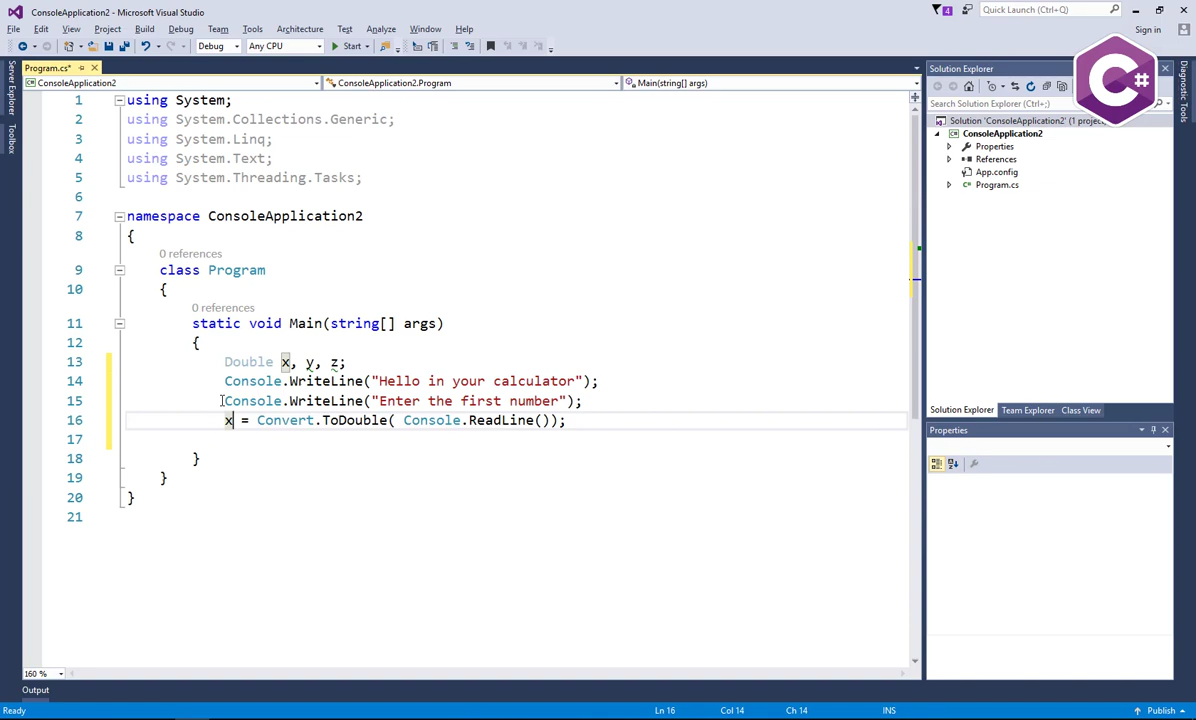 ConsoleApplication2 - Microsoft Visual Studio
4
Quick Launch (Ctrl+;)
File Edit View Project Build Debug Team Tools Architecture Test Analyze Window Help
Sign in
Debug Any CPU Start
Program.cs*
ConsoleApplication2 ConsoleApplication2.Program Main(string[] args)
1 using System;
2 using System.Collections.Generic;
3 using System.Linq;
4 using System.Text;
5 using System.Threading.Tasks;
6
7 namespace ConsoleApplication2
8 {
0 references
9 class Program
10 {
0 references
11 static void Main(string[] args)
12 {
13 Double x, y, z;
14 Console.WriteLine("Hello in your calculator");
15 Console.WriteLine("Enter the first number");
16 x = Convert.ToDouble( Console.ReadLine());
17
18 }
19 }
20 }
21
160 %
Output
Ready
Ln 16 Col 14 Ch 14 INS
Publish
Server Explorer
Toolbox
Solution Explorer
C#
Search Solution Explorer (Ctrl+;)
Solution 'ConsoleApplication2' (1 projec
ConsoleApplication2
Properties
References
App.config
Program.cs
Solution Explorer Team Explorer Class View
Properties
Diagnostic Tools